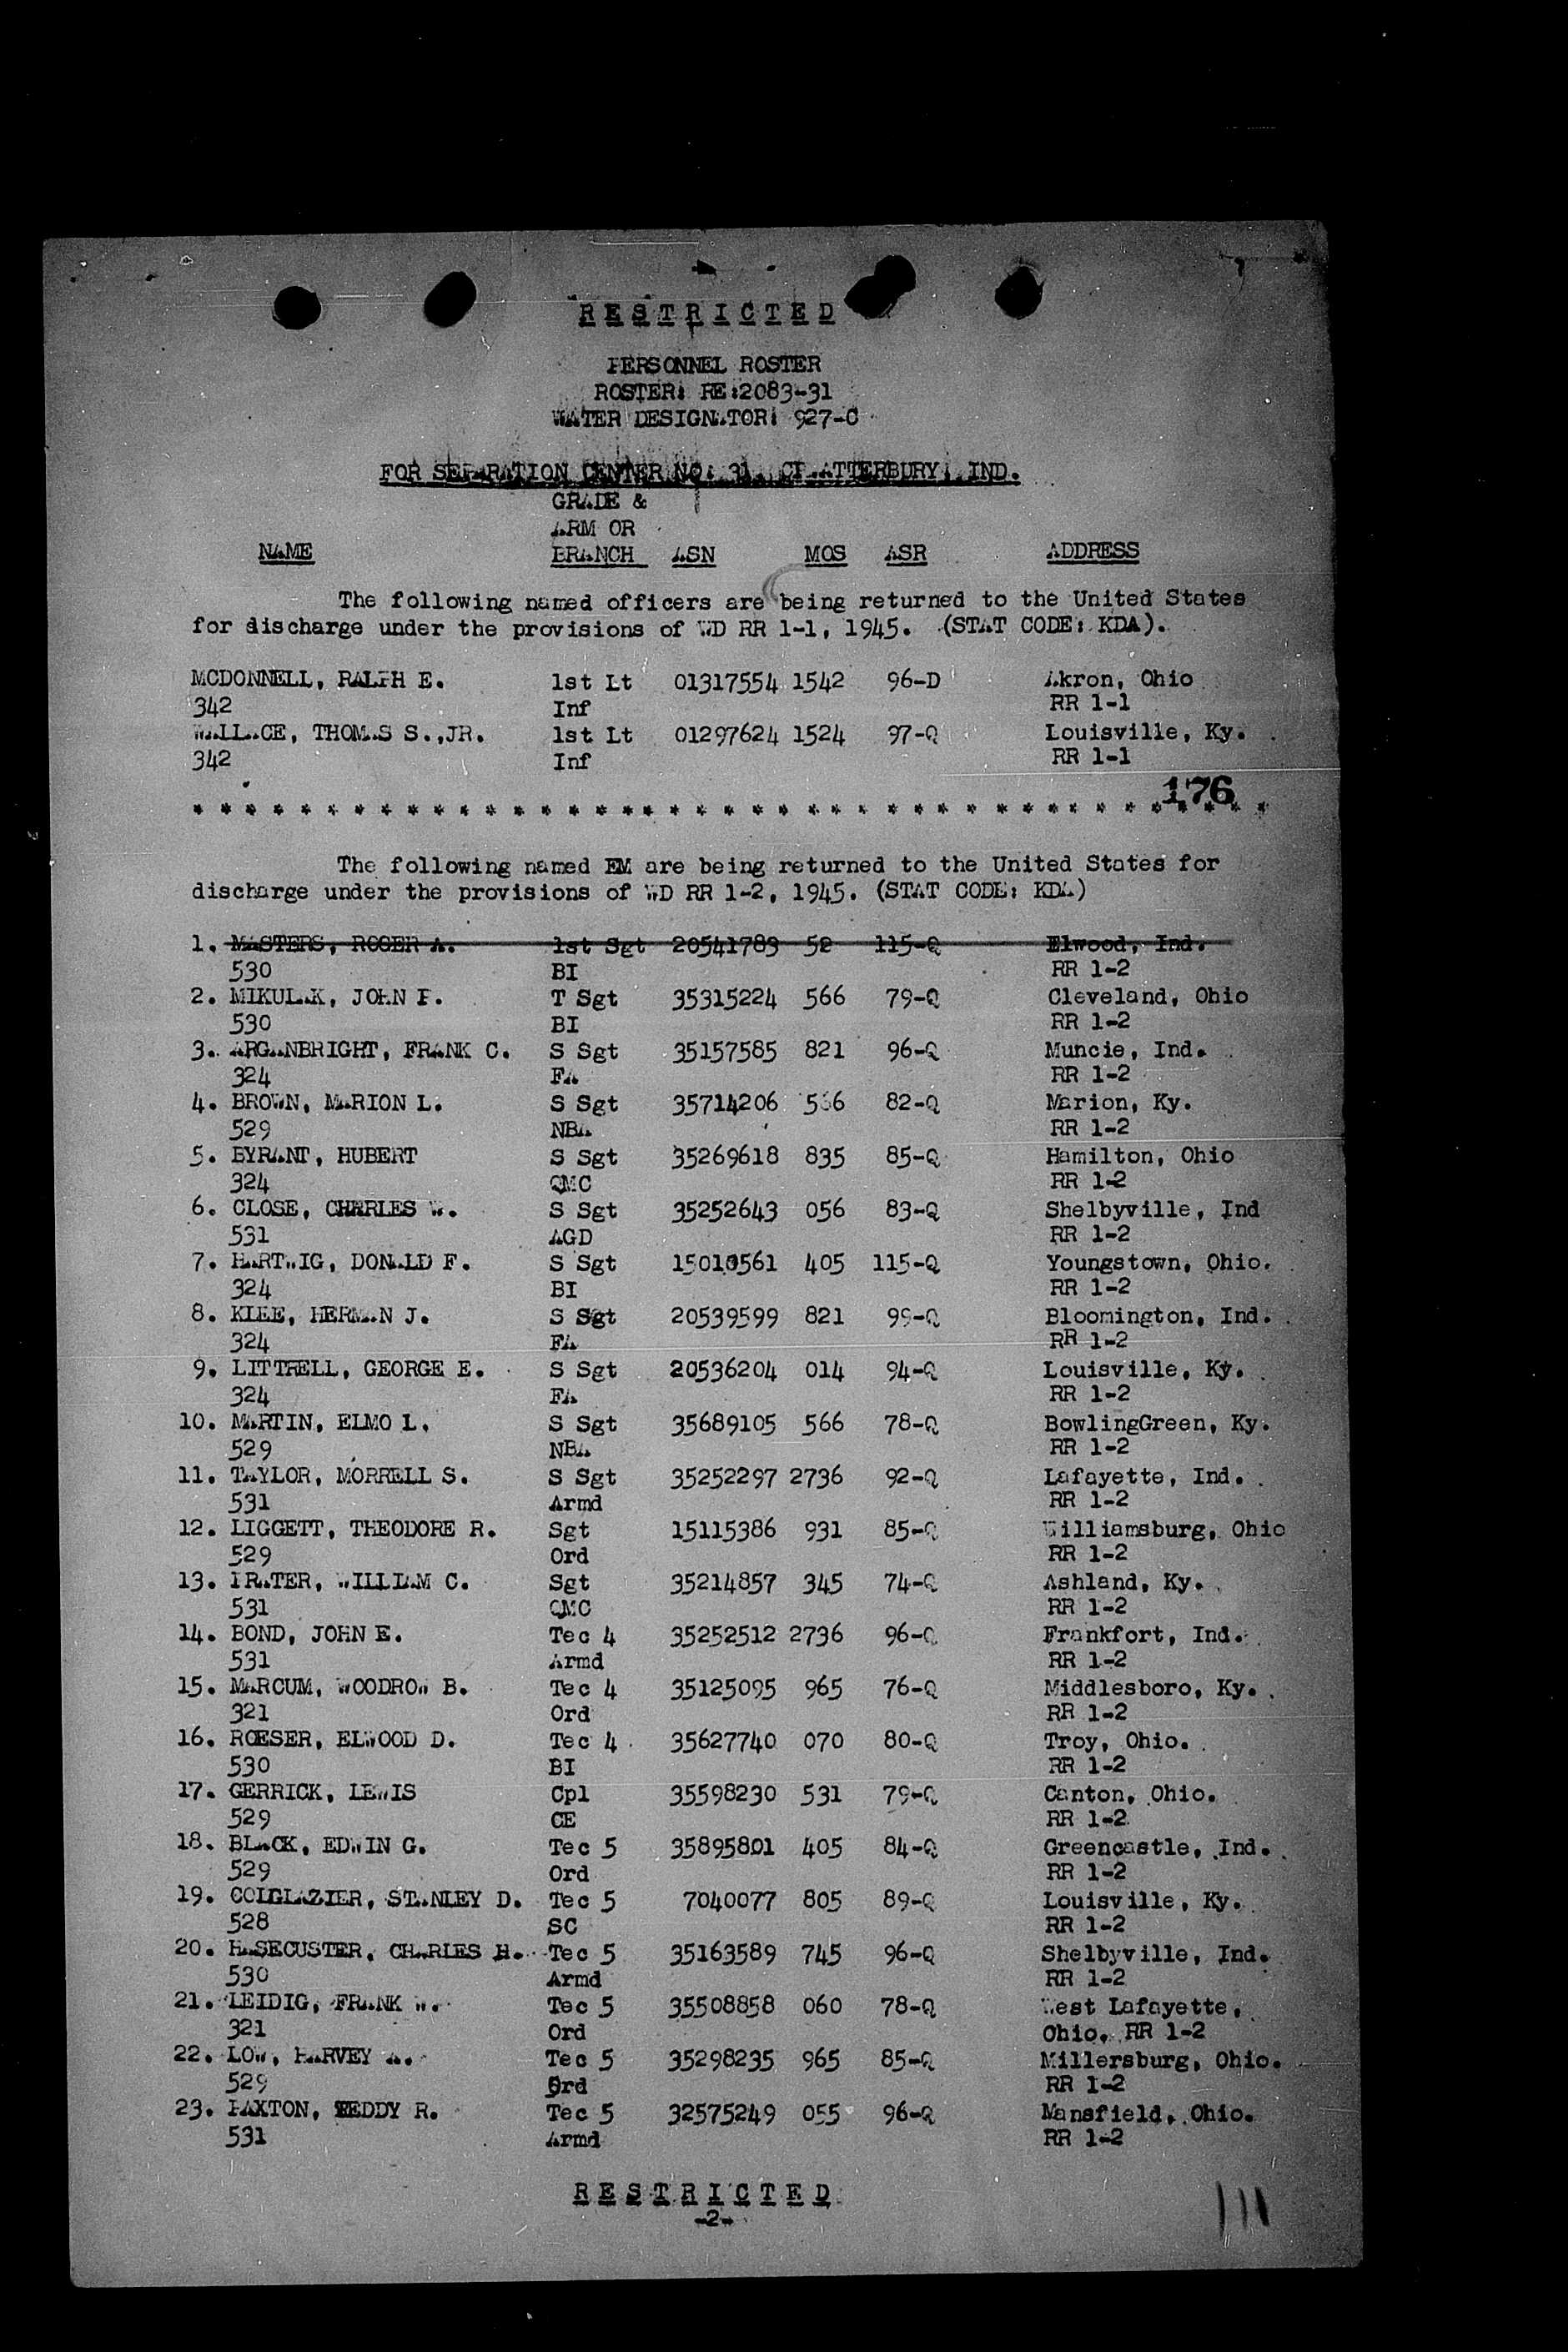 RESTRICTED
PERSONNEL ROSTER
ROSTER: RE:2083-31
WATER DESIGNATOR: 927-C
FOR SEPARATION CENTER NO. 31, CP. ATTERBURY, IND.
GRADE &
ARM OR
NAME BRANCH ASN MOS ASR ADDRESS
The following named officers are being returned to the United States
for discharge under the provisions of WD RR 1-1, 1945. (STAT CODE: KDA).
MCDONNELL, RALPH E. 1st Lt 01317554 1542 96-D Akron, Ohio
342 Inf RR 1-1
WALLACE, THOMAS S.,JR. 1st Lt 01297624 1524 97-Q Louisville, Ky.
342 Inf RR 1-1
176
* * * * * * * * * * * * * * * * * * * * * * * * * * * * * * * * * * * * * * * *
The following named EM are being returned to the United States for
discharge under the provisions of WD RR 1-2, 1945. (STAT CODE: KDA)
1. MASTERS, ROGER A. 1st Sgt 20541783 52 115-Q Elwood, Ind.
530 BI RR 1-2
2. MIKULAK, JOHN P. T Sgt 35315224 566 79-Q Cleveland, Ohio
530 BI RR 1-2
3. ARGANBRIGHT, FRANK C. S Sgt 35157585 821 96-Q Muncie, Ind.
324 FA RR 1-2
4. BROWN, MARION L. S Sgt 35714206 566 82-Q Marion, Ky.
529 NBA RR 1-2
5. BYRANT, HUBERT S Sgt 35269618 835 85-Q Hamilton, Ohio
324 QMC RR 1-2
6. CLOSE, CHARLES W. S Sgt 35252643 056 83-Q Shelbyville, Ind
531 AGD RR 1-2
7. HARTWIG, DONALD F. S Sgt 15010561 405 115-Q Youngstown, Ohio.
324 BI RR 1-2
8. KLEE, HERMAN J. S Sgt 20539599 821 99-Q Bloomington, Ind.
324 FA RR 1-2
9. LITTRELL, GEORGE E. S Sgt 20536204 014 94-Q Louisville, Ky.
324 FA RR 1-2
10. MARTIN, ELMO L. S Sgt 35689105 566 78-Q BowlingGreen, Ky.
529 NBA RR 1-2
11. TAYLOR, MORRELL S. S Sgt 35252297 2736 92-Q Lafayette, Ind.
531 Armd RR 1-2
12. LIGGETT, THEODORE R. Sgt 15115386 931 85-Q Williamsburg, Ohio
529 Ord RR 1-2
13. PRATER, WILLIAM C. Sgt 35214857 345 74-Q Ashland, Ky.
531 QMC RR 1-2
14. BOND, JOHN E. Tec 4 35252512 2736 96-Q Frankfort, Ind.
531 Armd RR 1-2
15. MARCUM, WOODROW B. Tec 4 35125095 965 76-Q Middlesboro, Ky.
321 Ord RR 1-2
16. ROESER, ELWOOD D. Tec 4 35627740 070 80-Q Troy, Ohio.
530 BI RR 1-2
17. GERRICK, LEWIS Cpl 35598230 531 79-Q Canton, Ohio.
529 CE RR 1-2
18. BLACK, EDWIN G. Tec 5 35895801 405 84-Q Greencastle, Ind.
529 Ord RR 1-2
19. COLGLAZIER, STANLEY D. Tec 5 7040077 805 89-Q Louisville, Ky.
528 SC RR 1-2
20. HASECUSTER, CHARLES H. Tec 5 35163589 745 96-Q Shelbyville, Ind.
530 Armd RR 1-2
21. LEIDIG, FRANK W. Tec 5 35508858 060 78-Q West Lafayette,
321 Ord Ohio, RR 1-2
22. LOW, HARVEY A. Tec 5 35298235 965 85-Q Millersburg, Ohio.
529 Ord RR 1-2
23. PAXTON, TEDDY R. Tec 5 32575249 055 96-Q Mansfield, Ohio.
531 Armd RR 1-2
RESTRICTED
-2-